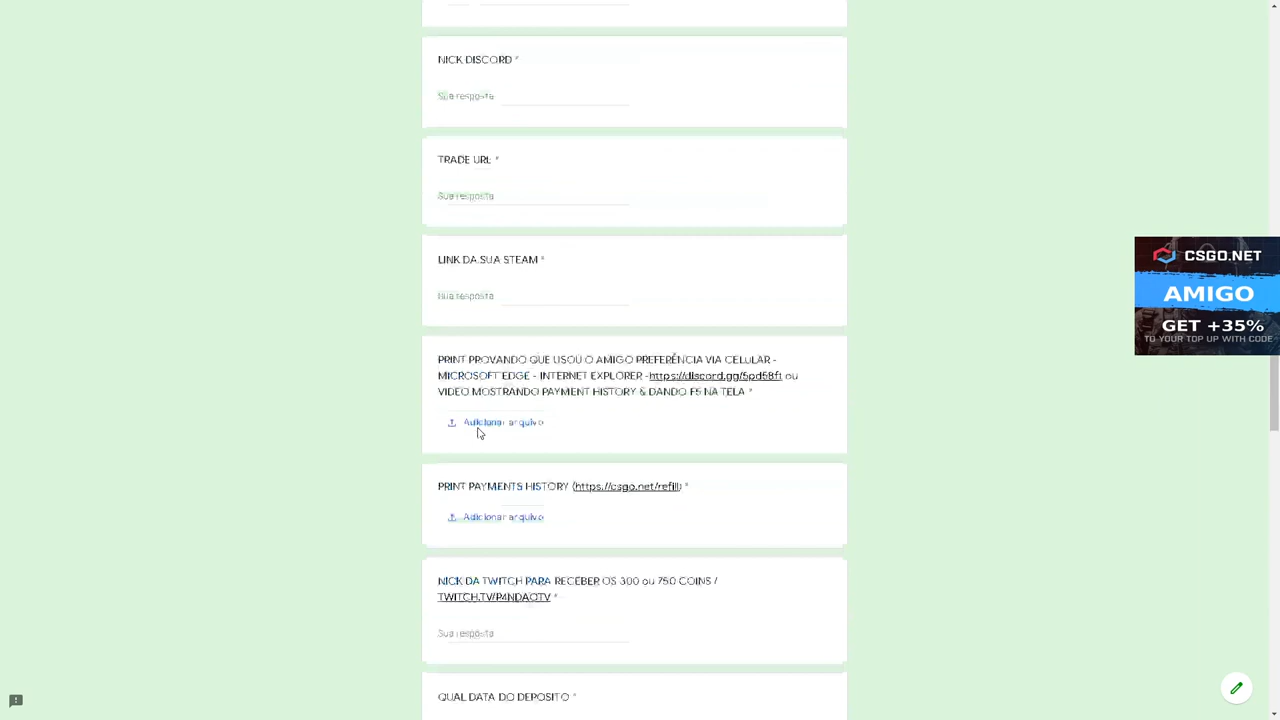 NICK DISCORD *
Sua resposta
TRADE URL *
Sua resposta
LINK DA SUA STEAM *
Sua resposta
PRINT PROVANDO QUE USOU O AMIGO PREFERÊNCIA VIA CELULAR -
MICROSOFT EDGE - INTERNET EXPLORER -https://discord.gg/5pd58f1 ou
VIDEO MOSTRANDO PAYMENT HISTORY & DANDO F5 NA TELA *
Adicionar arquivo
PRINT PAYMENTS HISTORY (https://csgo.net/refill) *
Adicionar arquivo
NICK DA TWITCH PARA RECEBER OS 300 ou 750 COINS /
TWITCH.TV/P4NDAOTV *
Sua resposta
QUAL DATA DO DEPOSITO *
CSGO.NET
AMIGO
GET +35%
TO YOUR TOP UP WITH CODE